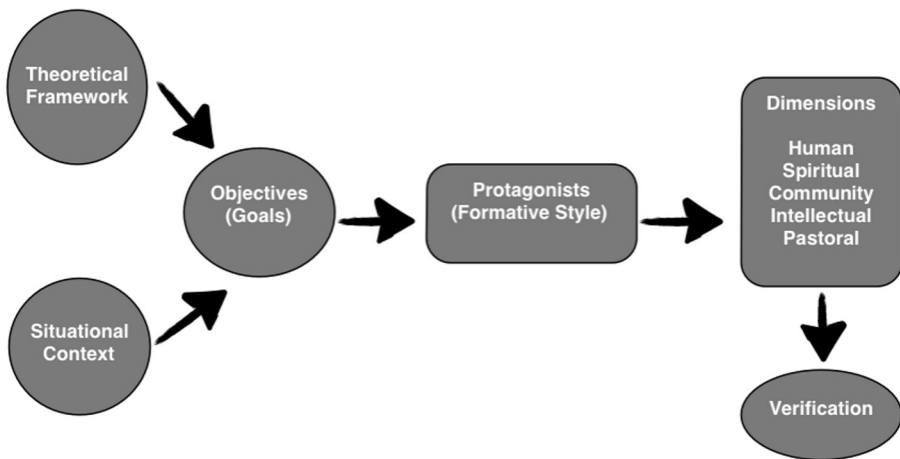 Theoretical
Framework
Situational
Context
Objectives
(Goals)
Protagonists
(Formative Style)
Dimensions
Human
Spiritual
Community
Intellectual
Pastoral
Verification